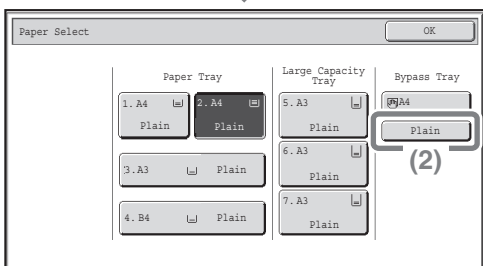 Paper Select
OK
Paper Tray
Large Capacity
Tray
Bypass Tray
1. A4
Plain
2. A4
Plain
3. A3 Plain
4. B4 Plain
5. A3
Plain
6. A3
Plain
7. A3
Plain
A4
Plain
(2)